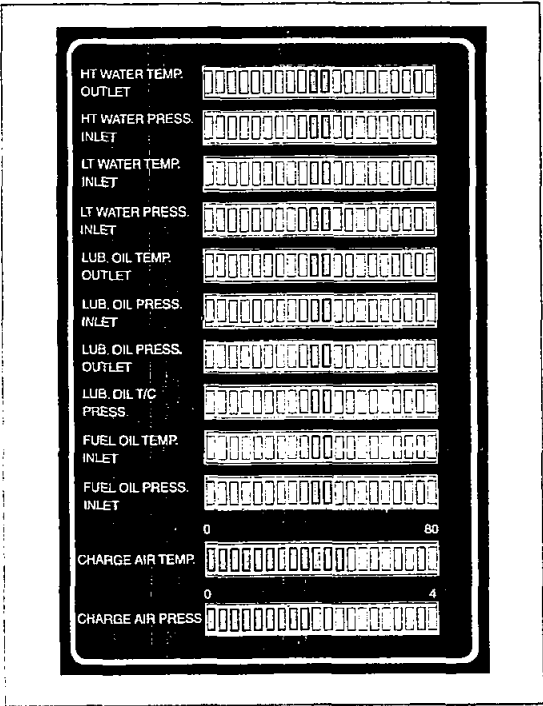 HT WATER TEMP.
OUTLET
HT WATER PRESS.
INLET
LT WATER TEMP.
INLET
LT WATER PRESS.
INLET
LUB. OIL TEMP.
OUTLET
LUB. OIL PRESS.
INLET
LUB. OIL PRESS.
OUTLET
LUB. OIL T/C
PRESS.
FUEL OIL TEMP.
INLET
FUEL OIL PRESS.
INLET
0 80
CHARGE AIR TEMP.
0 4
CHARGE AIR PRESS